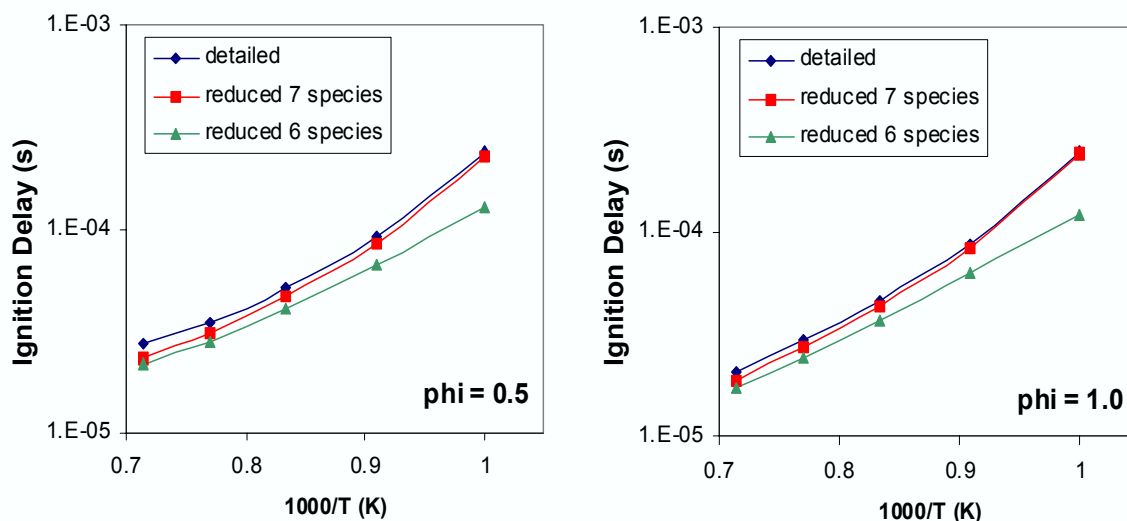 1.E-03
detailed
reduced 7 species
reduced 6 species
1.E-04
1.E-05
Ignition Delay (s)
phi = 0.5
0.7 0.8 0.9 1
1000/T (K)
1.E-03
detailed
reduced 7 species
reduced 6 species
1.E-04
1.E-05
Ignition Delay (s)
phi = 1.0
0.7 0.8 0.9 1
1000/T (K)